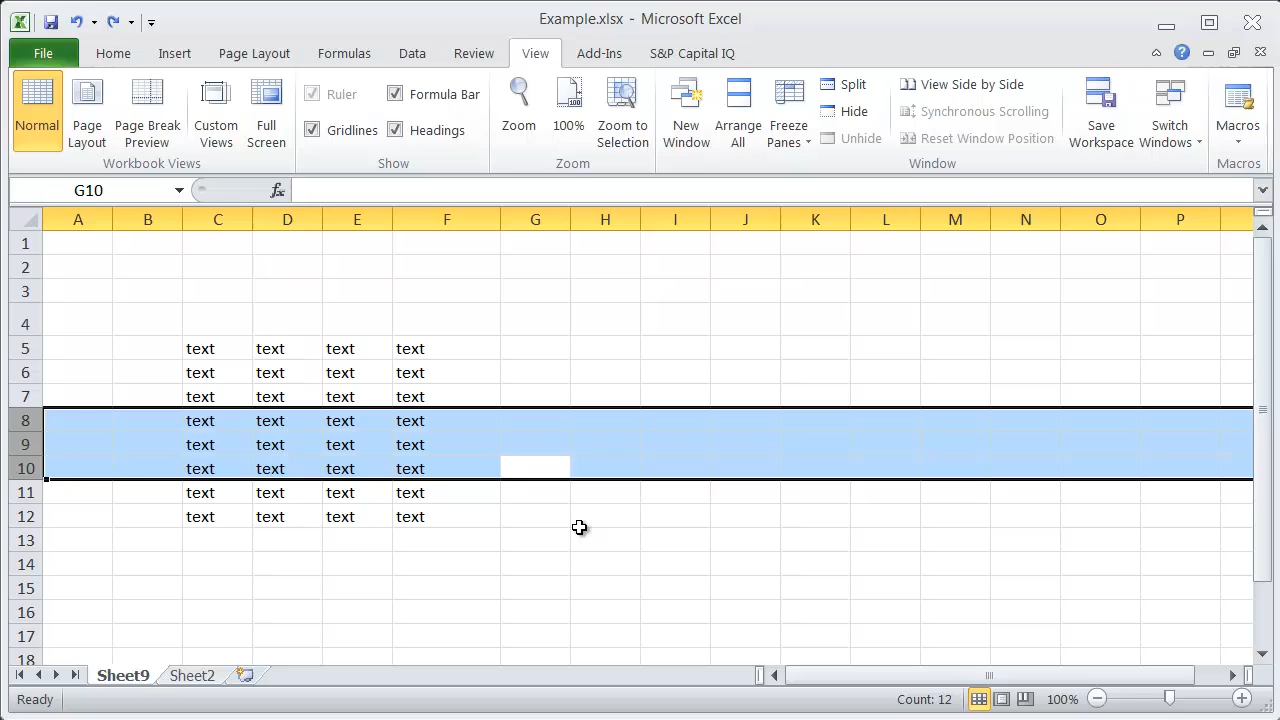 Example.xlsx - Microsoft Excel
File Home Insert Page Layout Formulas Data Review View Add-Ins S&P Capital IQ
Normal
Page Layout
Page Break Preview
Custom Views
Full Screen
Workbook Views
Ruler
Formula Bar
Gridlines
Headings
Show
Zoom
100%
Zoom to Selection
Zoom
New Window
Arrange All
Freeze Panes
Split
Hide
Unhide
View Side by Side
Synchronous Scrolling
Reset Window Position
Save Workspace
Switch Windows
Window
Macros
Macros
G10
fx
A B C D E F G H I J K L M N O P
1
2
3
4
5 text text text text
6 text text text text
7 text text text text
8 text text text text
9 text text text text
10 text text text text
11 text text text text
12 text text text text
13
14
15
16
17
18
Sheet9 Sheet2
Ready
Count: 12
100%